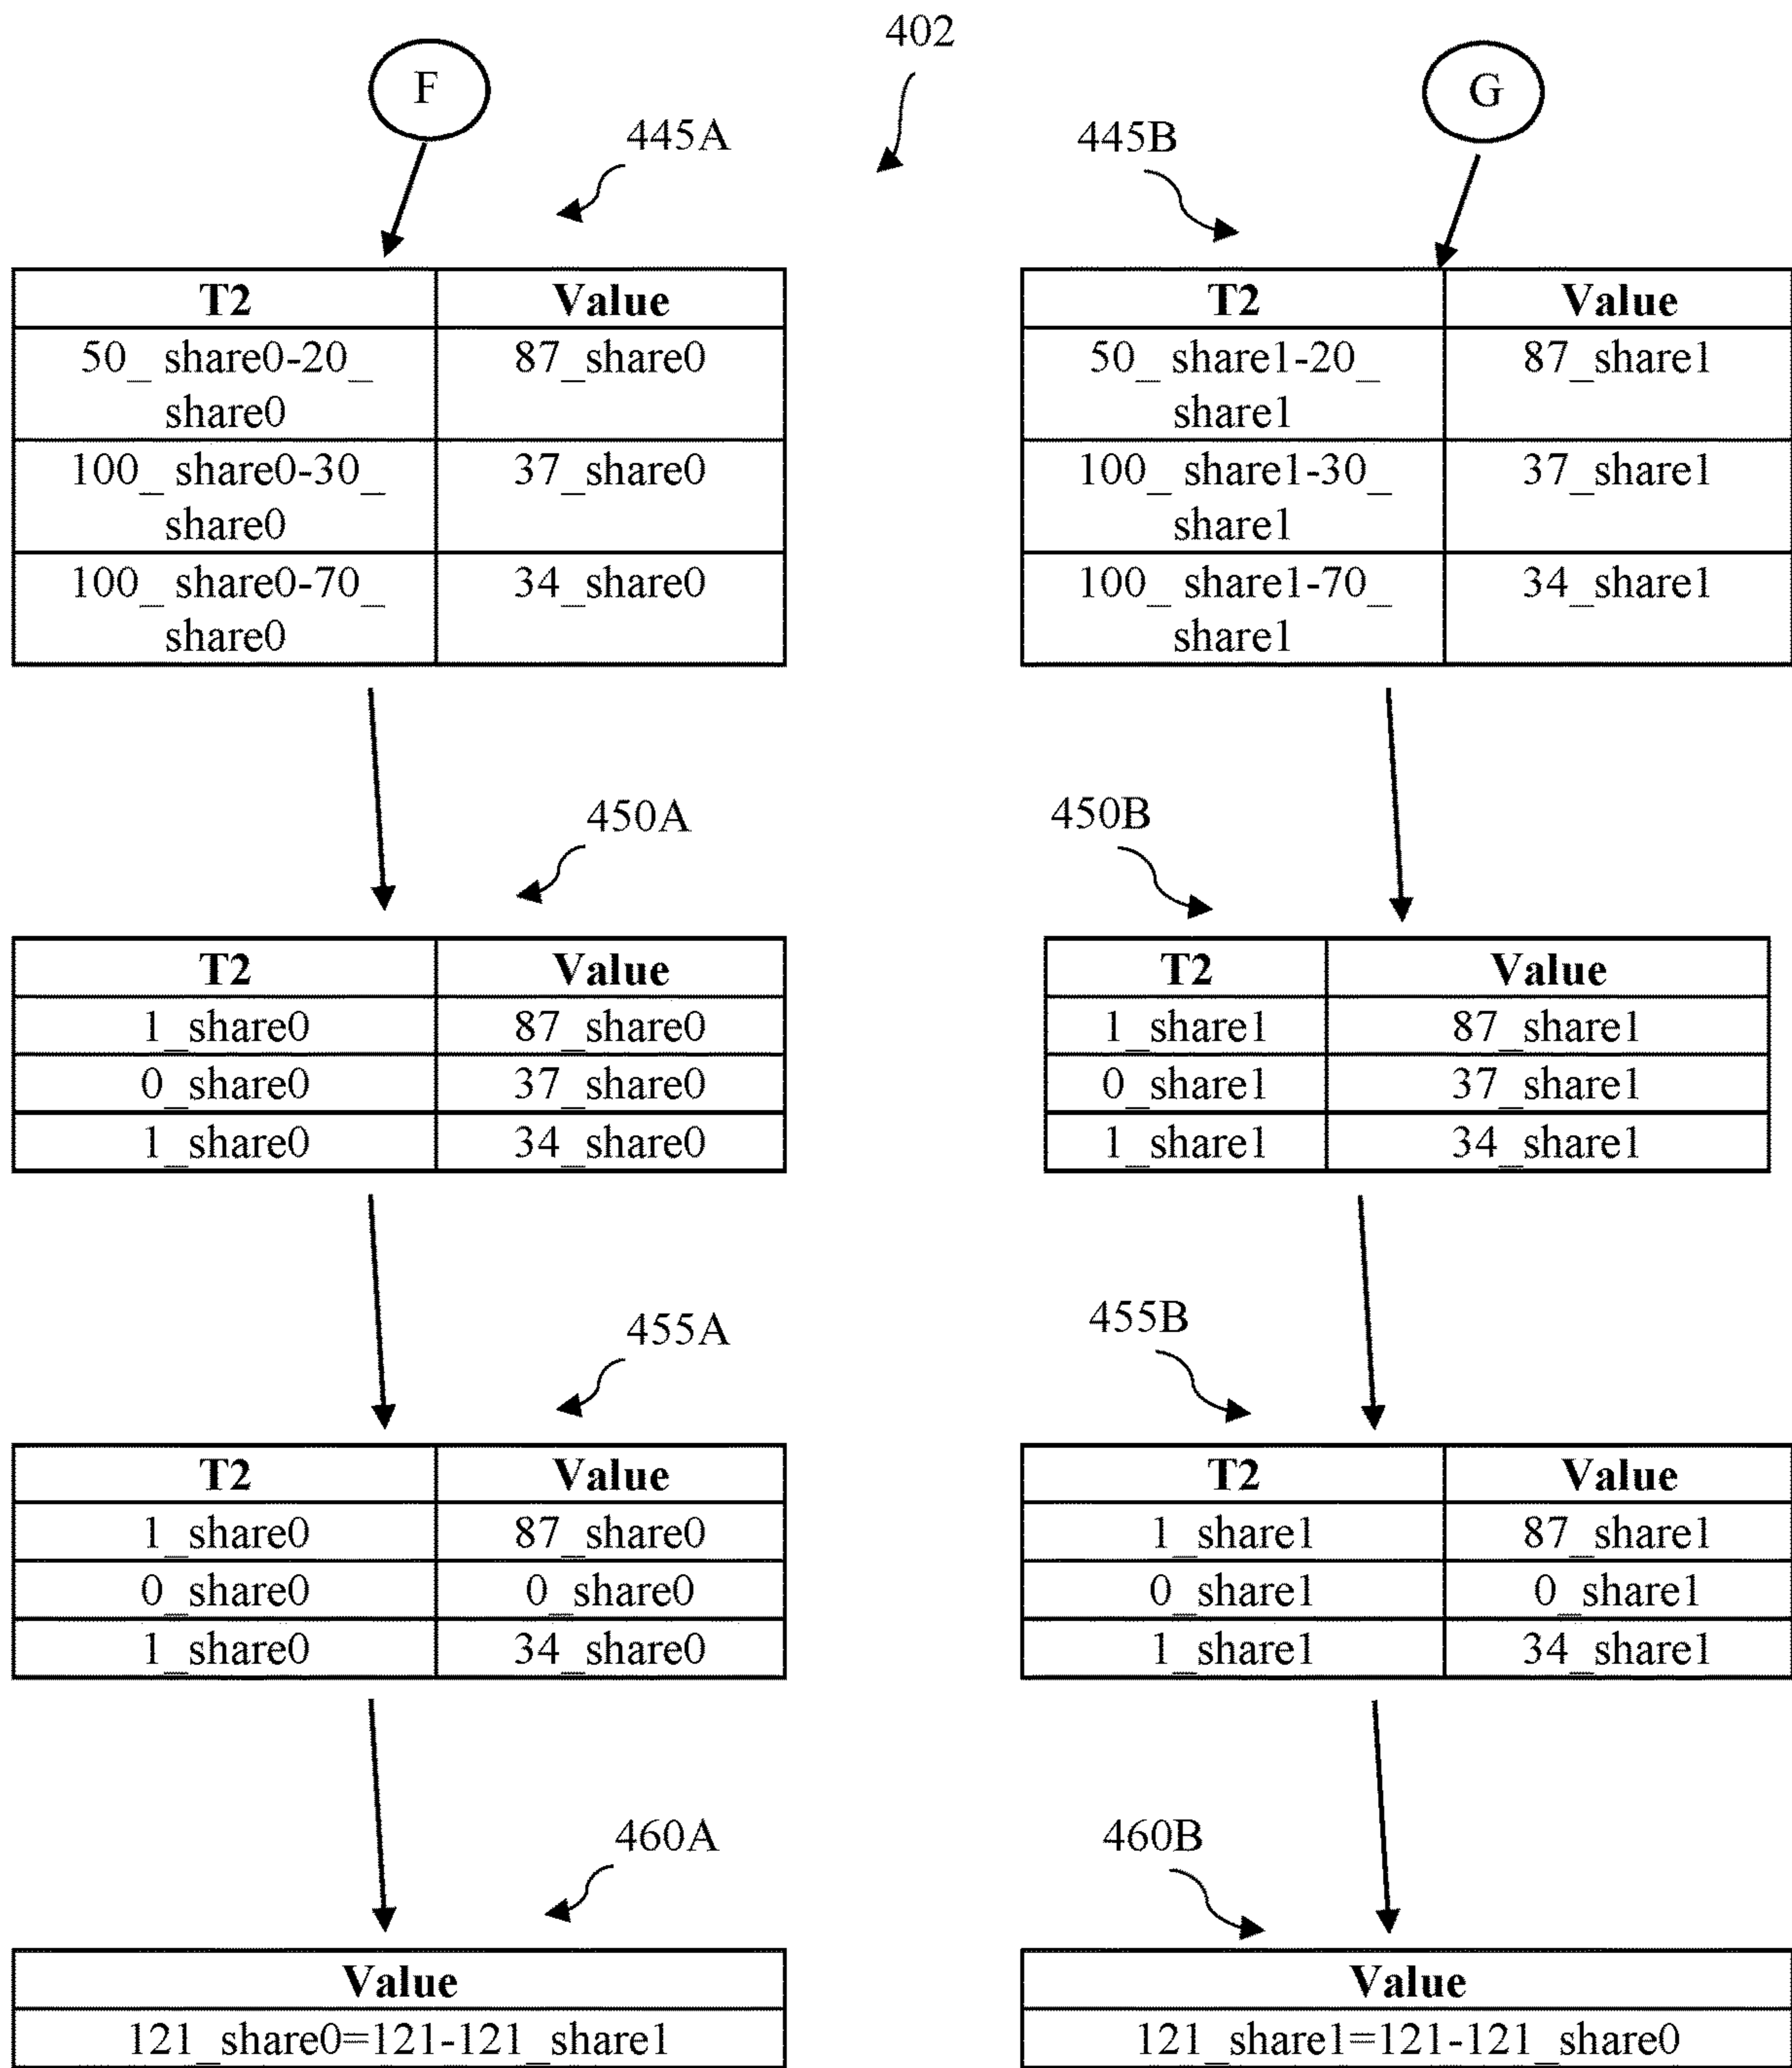 402
F
G
445A
445B
T2 Value
50_ share0-20_ 87_share0
share0
100_ share0-30_ 37_share0
share0
100_ share0-70_ 34_share0
share0
T2 Value
50_ share1-20_ 87_share1
share1
100_ share1-30_ 37_share1
share1
100_ share1-70_ 34_share1
share1
450A
450B
T2 Value
1_share0 87_share0
0_share0 37_share0
1_share0 34_share0
T2 Value
1_share1 87_share1
0_share1 37_share1
1_share1 34_share1
455A
455B
T2 Value
1_share0 87_share0
0_share0 0_share0
1_share0 34_share0
T2 Value
1_share1 87_share1
0_share1 0_share1
1_share1 34_share1
460A
460B
Value
121_share0=121-121_share1
Value
121_share1=121-121_share0